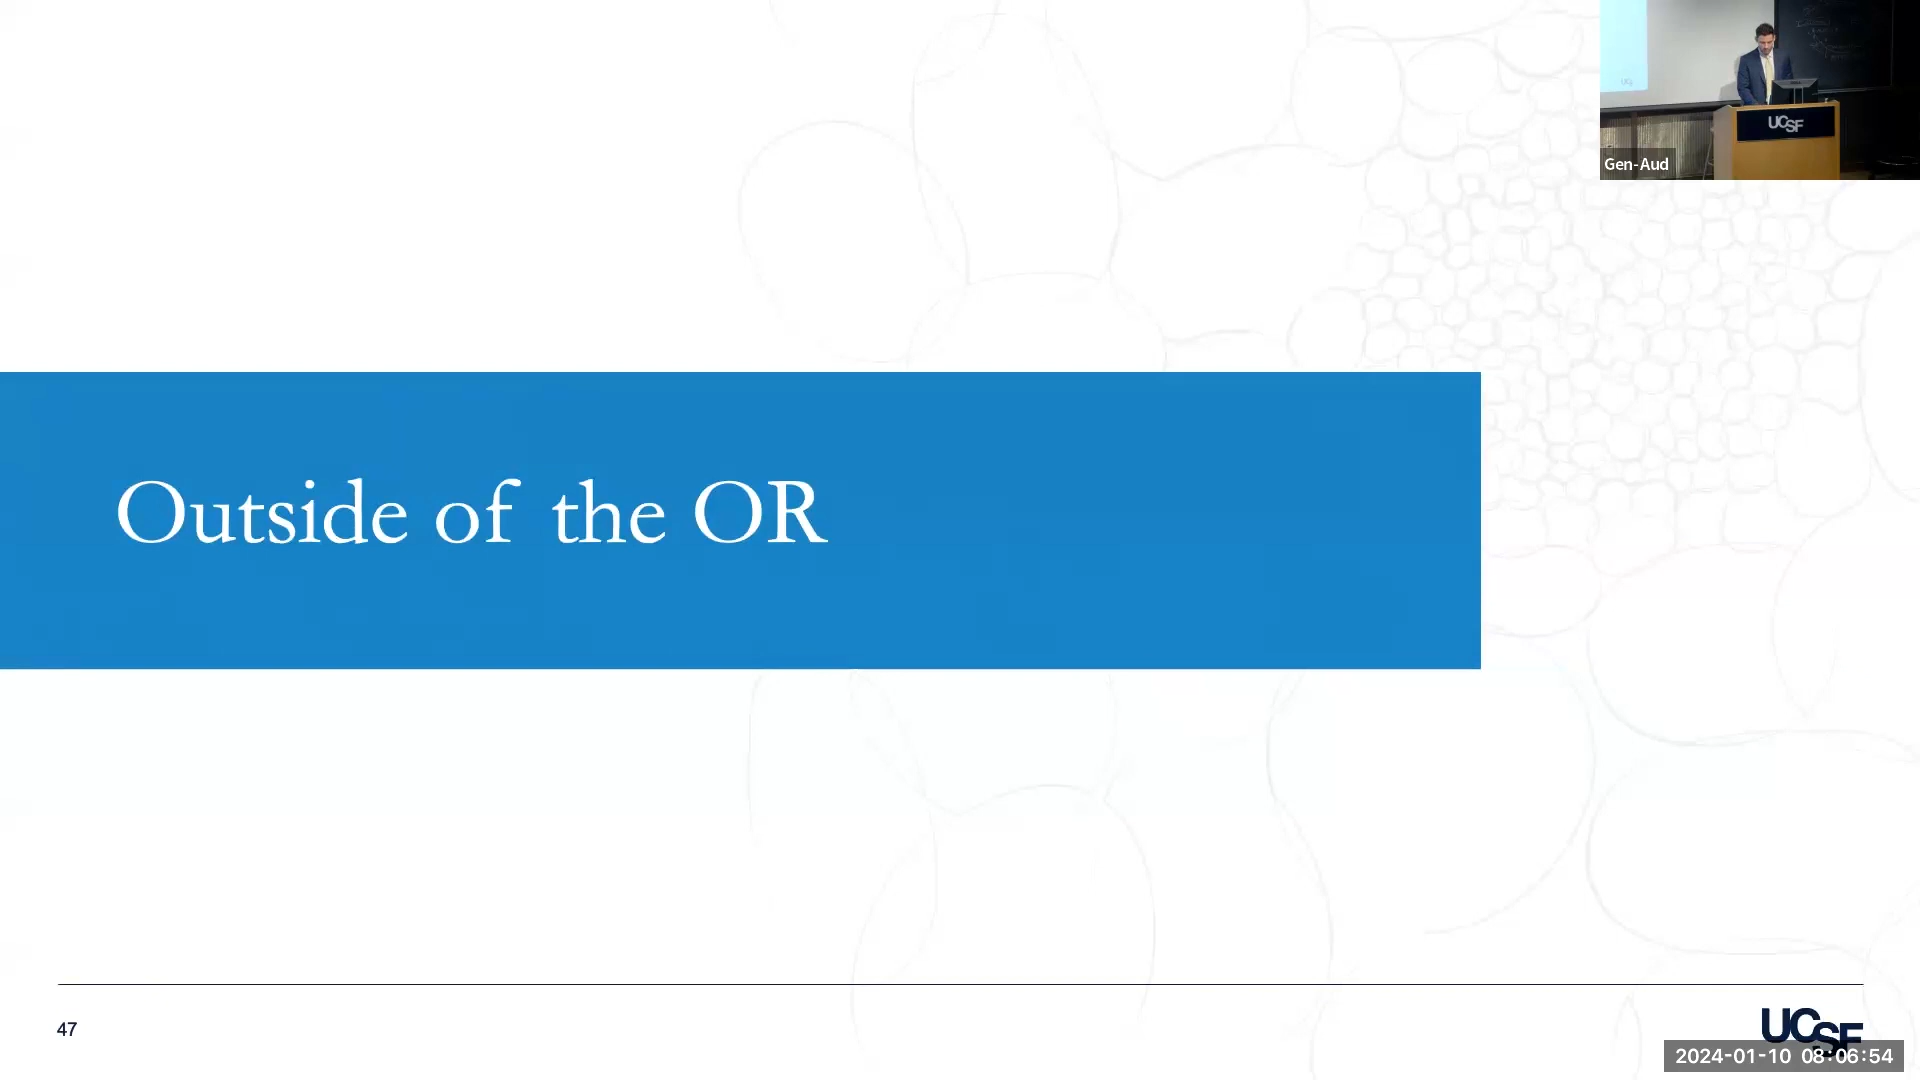 UCSF
Gen-Aud
Outside of the OR
47
UCSF
2024-01-10 08:06:54